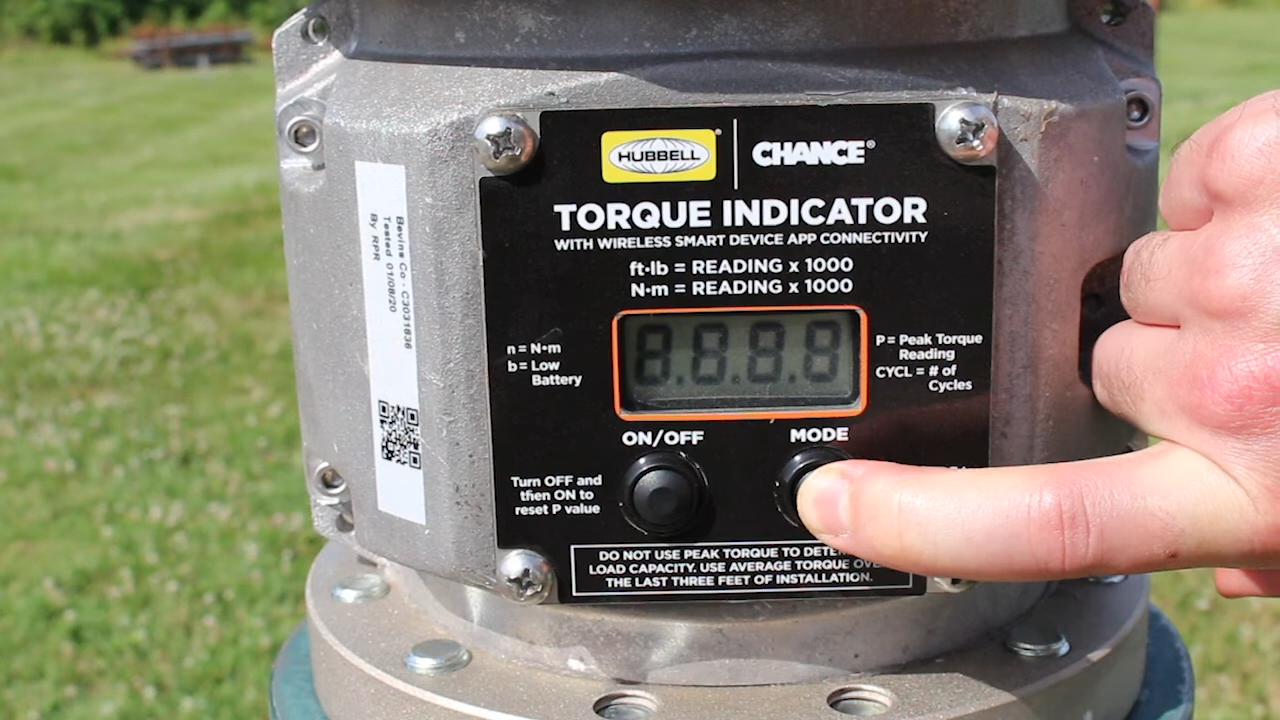 HUBBELL®
CHANCE®
TORQUE INDICATOR
WITH WIRELESS SMART DEVICE APP CONNECTIVITY
ft·lb = READING x 1000
N·m = READING x 1000
n = N·m
b = Low
Battery
8.8.8.8
P = Peak Torque
Reading
CYCL = # of
Cycles
ON/OFF
MODE
Turn OFF and
then ON to
reset P value
DO NOT USE PEAK TORQUE TO
LOAD CAPACITY. USE AVERAGE TORQUE
THE LAST THREE FEET OF INSTALLATION.
Bevins Co - C3031836
Tested 01/08/20
By RPR